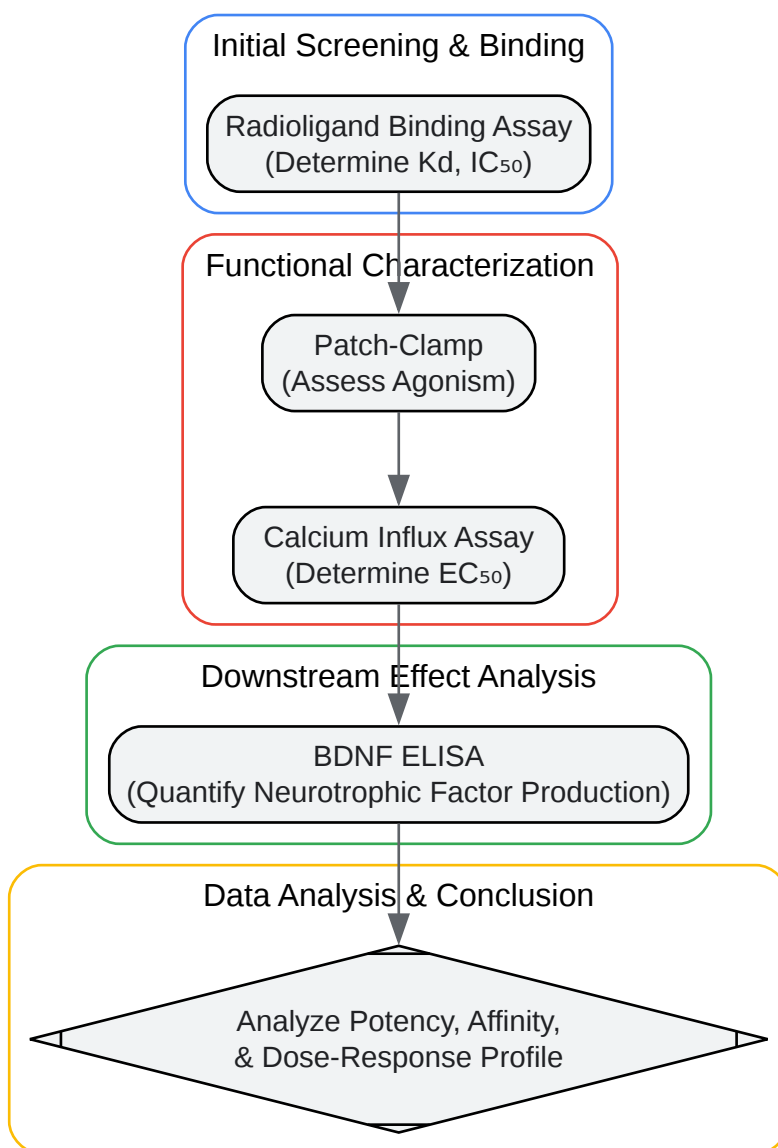 Initial Screening & Binding
Radioligand Binding Assay
(Determine Kd, IC₅₀)
Functional Characterization
Patch-Clamp
(Assess Agonism)
Calcium Influx Assay
(Determine EC₅₀)
Downstream Effect Analysis
BDNF ELISA
(Quantify Neurotrophic Factor Production)
Data Analysis & Conclusion
Analyze Potency, Affinity,
& Dose-Response Profile